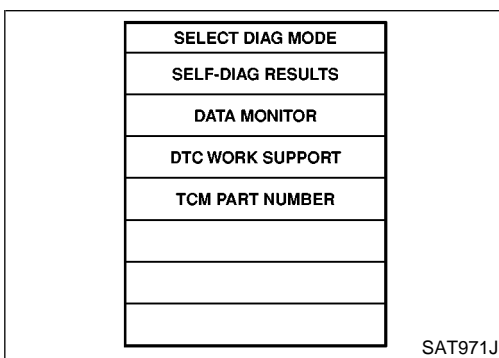 SELECT DIAG MODE
SELF-DIAG RESULTS
DATA MONITOR
DTC WORK SUPPORT
TCM PART NUMBER
SAT971J